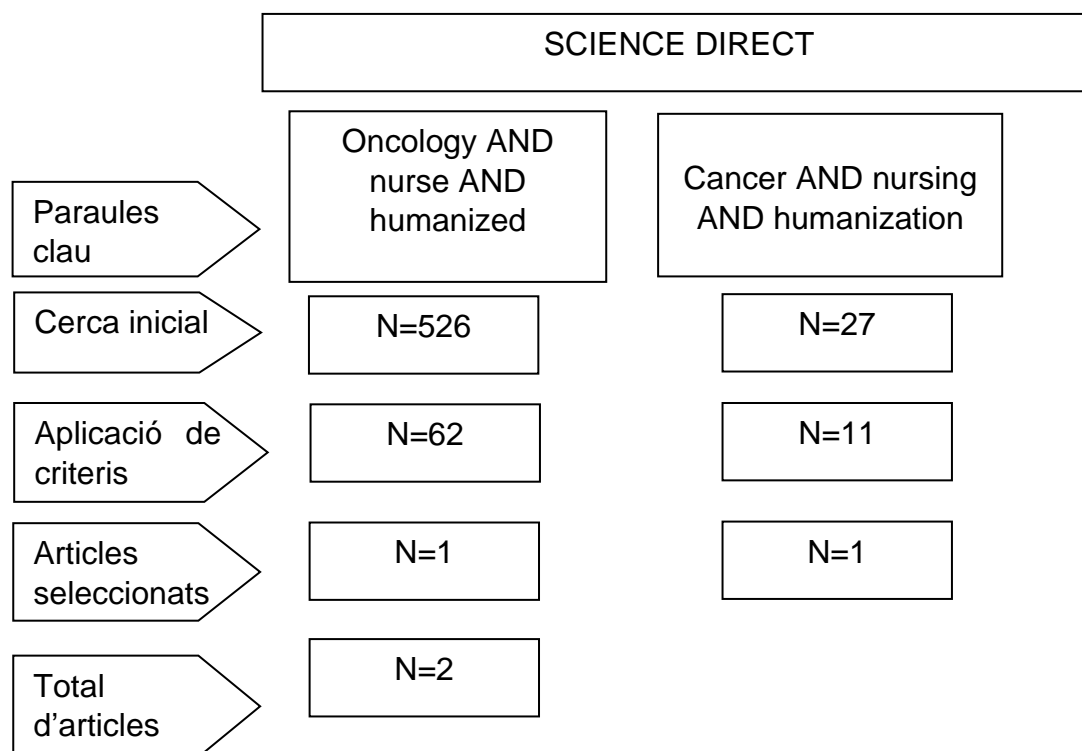 SCIENCE DIRECT
Paraules
clau
Oncology AND
nurse AND
humanized
Cancer AND nursing
AND humanization
Cerca inicial
N=526
N=27
Aplicació de
criteris
N=62
N=11
Articles
seleccionats
N=1
N=1
Total
d'articles
N=2